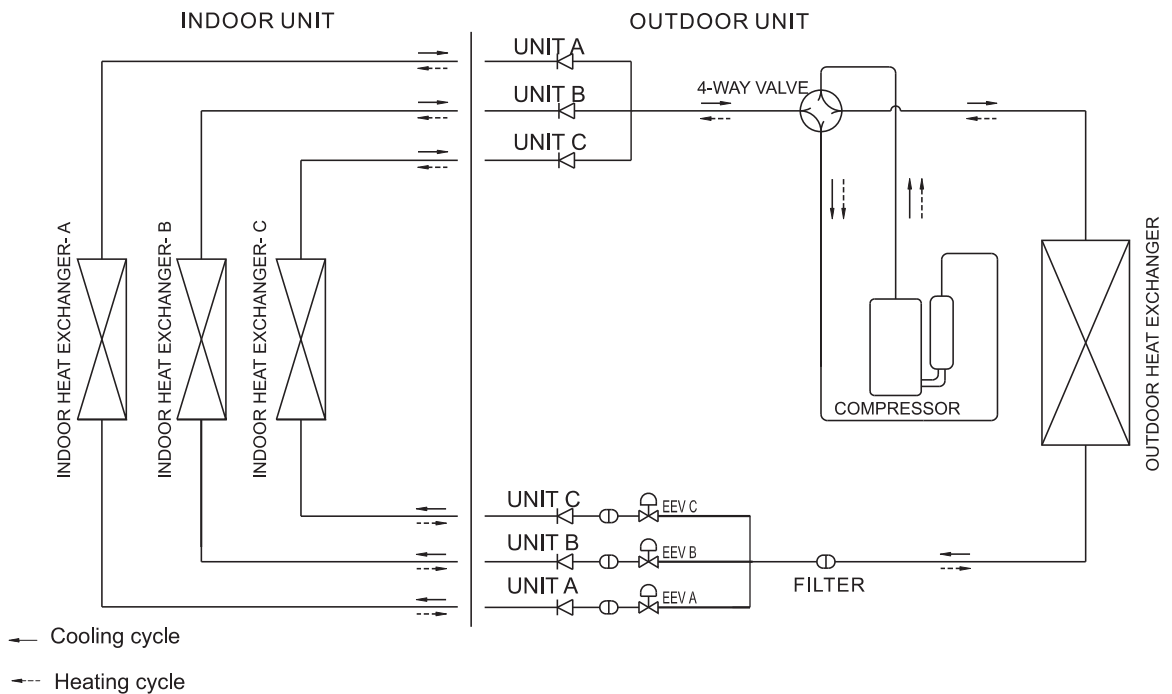 INDOOR UNIT
OUTDOOR UNIT
UNIT A
UNIT B
UNIT C
4-WAY VALVE
INDOOR HEAT EXCHANGER- A
INDOOR HEAT EXCHANGER- B
INDOOR HEAT EXCHANGER- C
COMPRESSOR
OUTDOOR HEAT EXCHANGER
UNIT C
EEV C
UNIT B
EEV B
UNIT A
EEV A
FILTER
Cooling cycle
Heating cycle